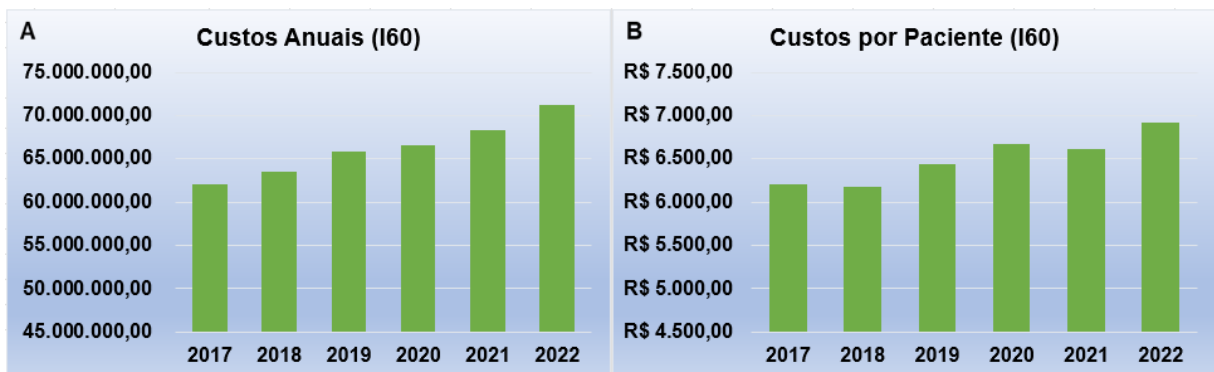 A
Custos Anuais (I60)
75.000.000,00
70.000.000,00
65.000.000,00
60.000.000,00
55.000.000,00
50.000.000,00
45.000.000,00
2017 2018 2019 2020 2021 2022
B
Custos por Paciente (I60)
R$ 7.500,00
R$ 7.000,00
R$ 6.500,00
R$ 6.000,00
R$ 5.500,00
R$ 5.000,00
R$ 4.500,00
2017 2018 2019 2020 2021 2022